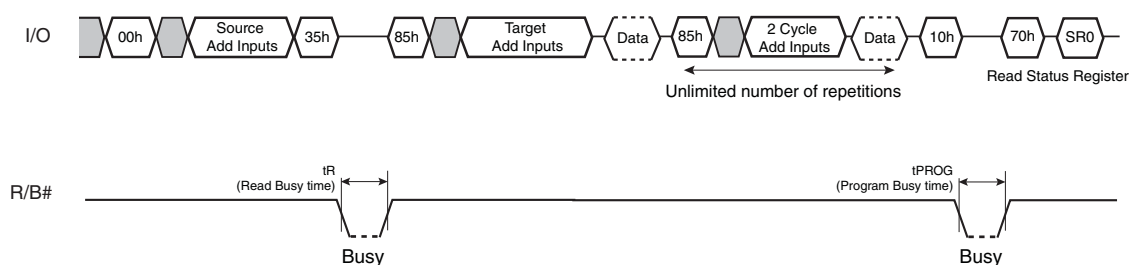 I/O
00h
Source
Add Inputs
35h
85h
Target
Add Inputs
Data
85h
2 Cycle
Add Inputs
Data
10h
70h
SR0
Unlimited number of repetitions
Read Status Register
R/B#
tR
(Read Busy time)
Busy
tPROG
(Program Busy time)
Busy